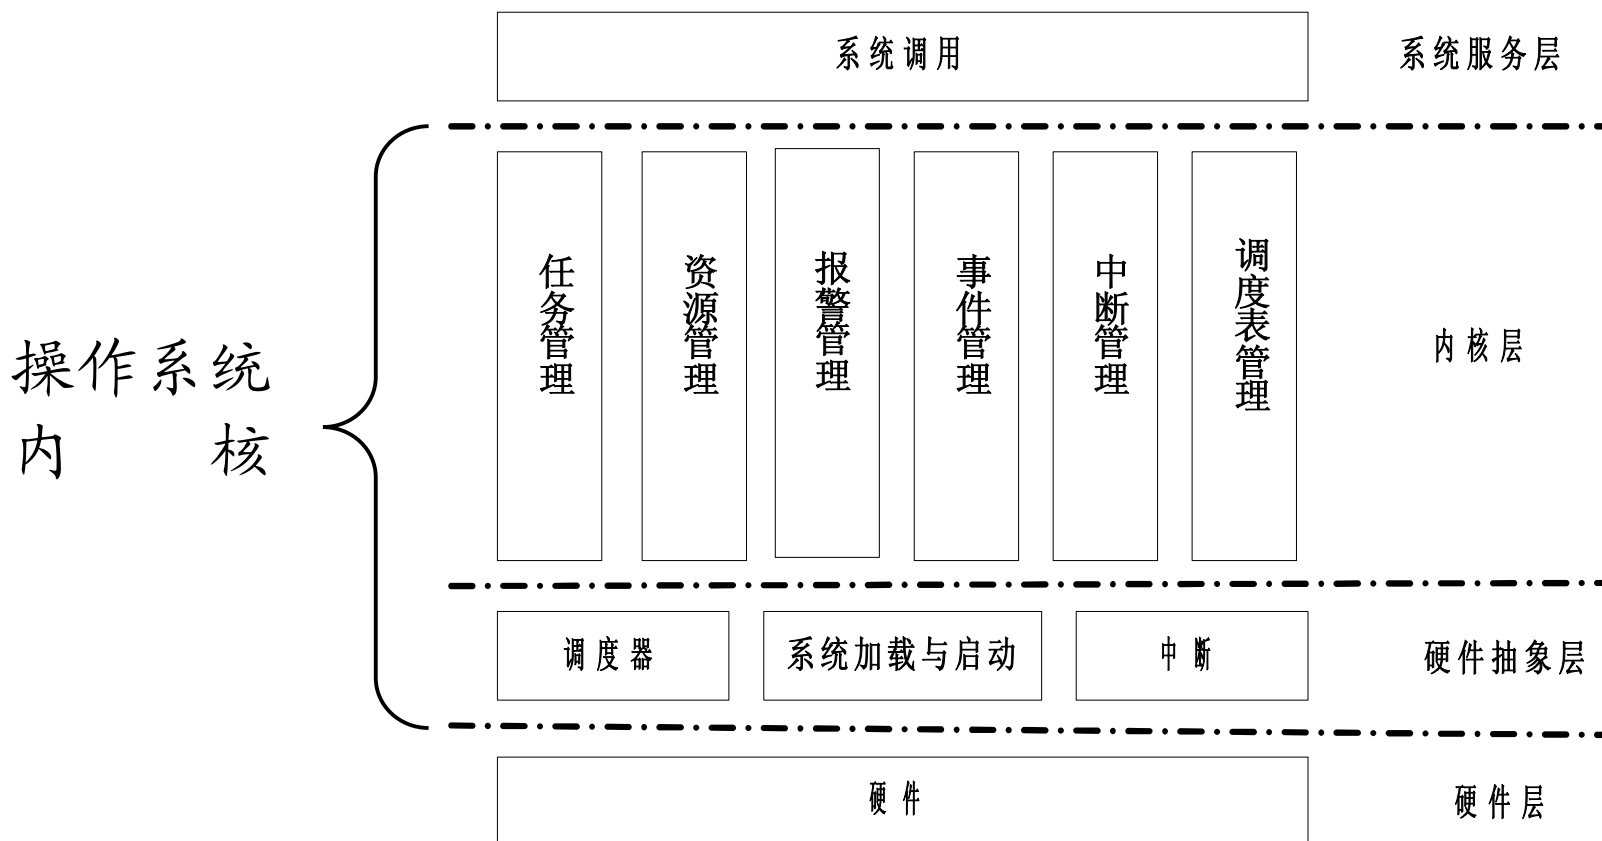 系统调用
系统服务层
任务管理
资源管理
报警管理
事件管理
中断管理
调度表管理
内核层
操作系统
内 核
调度器
系统加载与启动
中断
硬件抽象层
硬件
硬件层